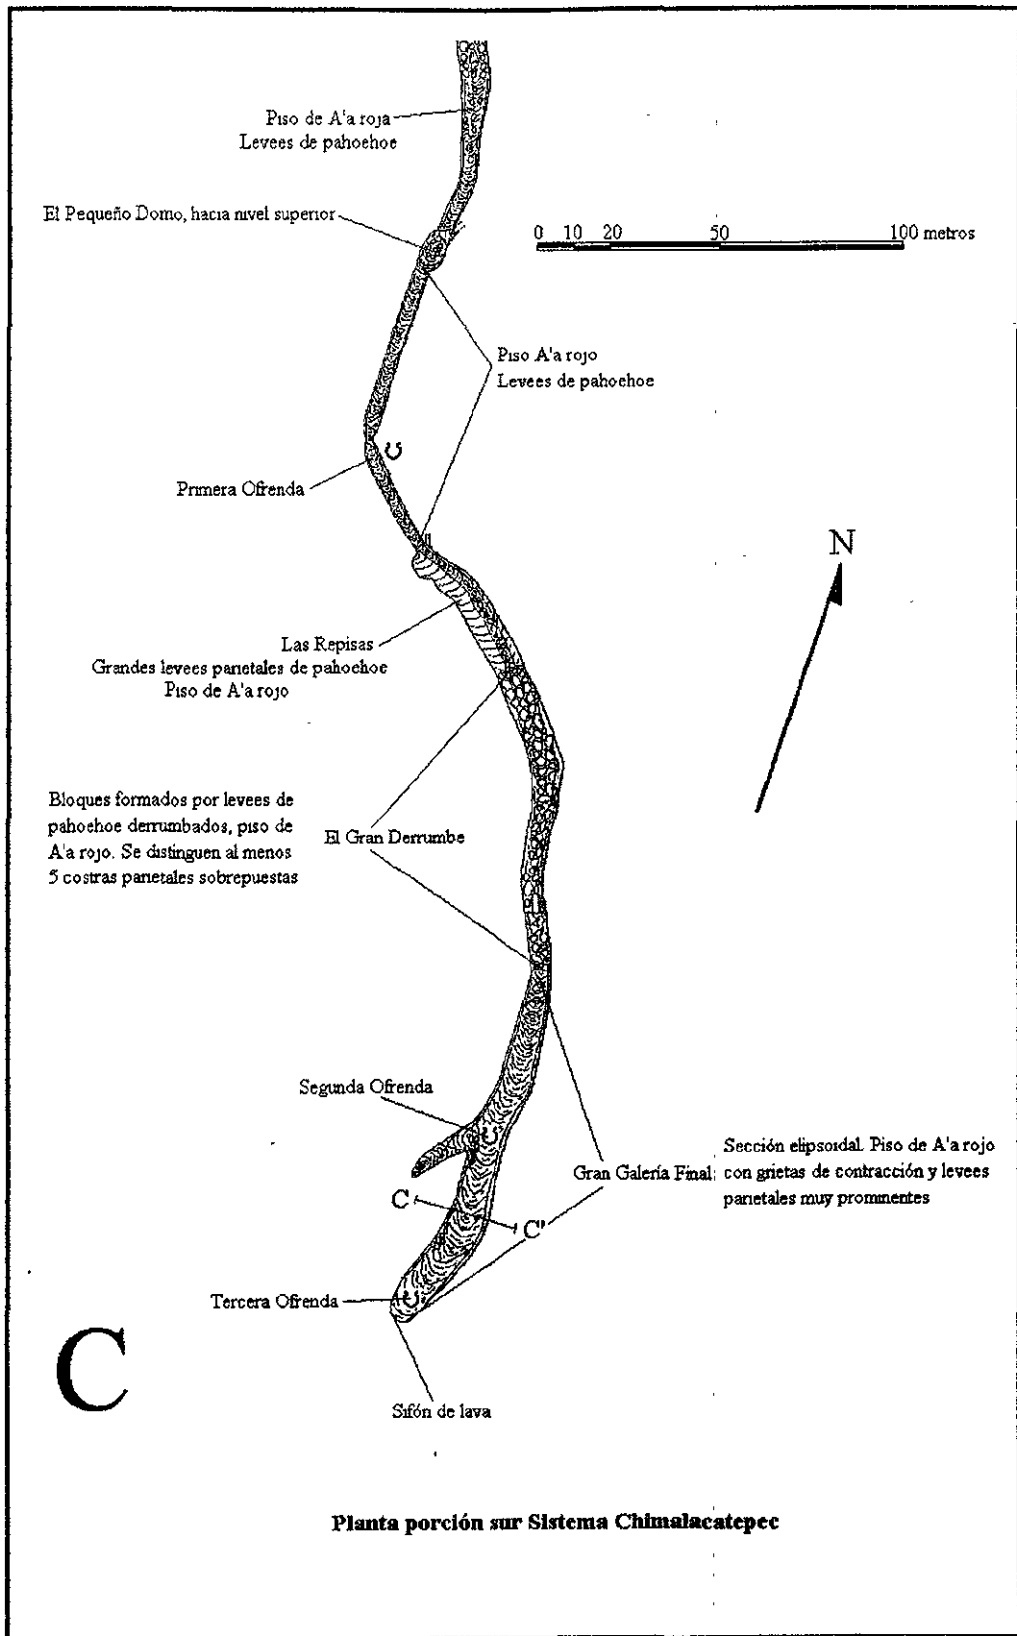 Piso de A'a roja
Levees de pahoehoe
El Pequeño Domo, hacia nivel superior
0 10 20 50 100 metros
Piso A'a rojo
Levees de pahoehoe
Primera Ofrenda
N
Las Repisas
Grandes levees parietales de pahoehoe
Piso de A'a rojo
Bloques formados por levees de
pahoehoe derrumbados, piso de
A'a rojo. Se distinguen al menos
5 costras parietales sobrepuestas
El Gran Derrumbe
Segunda Ofrenda
Gran Galería Final
Sección elipsoidal. Piso de A'a rojo
con grietas de contracción y levees
parietales muy prominentes
C
C'
Tercera Ofrenda
C
Sifón de lava
Planta porción sur Sistema Chimalacatepec